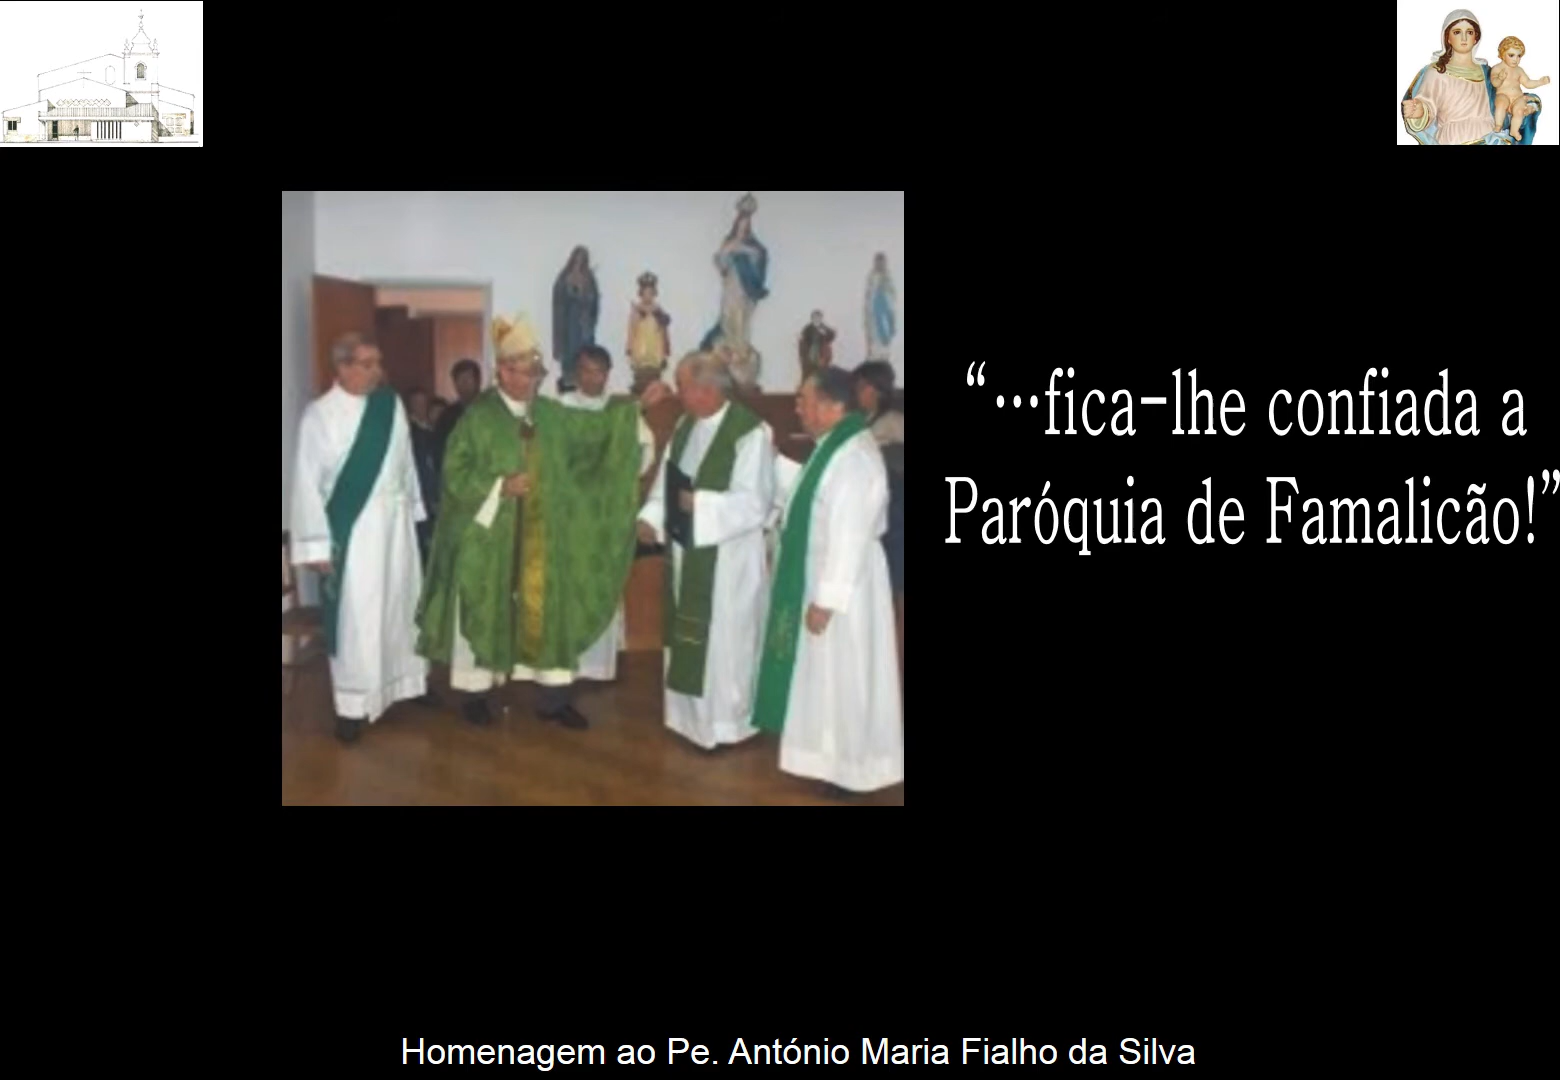 “...fica-lhe confiada a
Paróquia de Famalicão!”
Homenagem ao Pe. António Maria Fialho da Silva